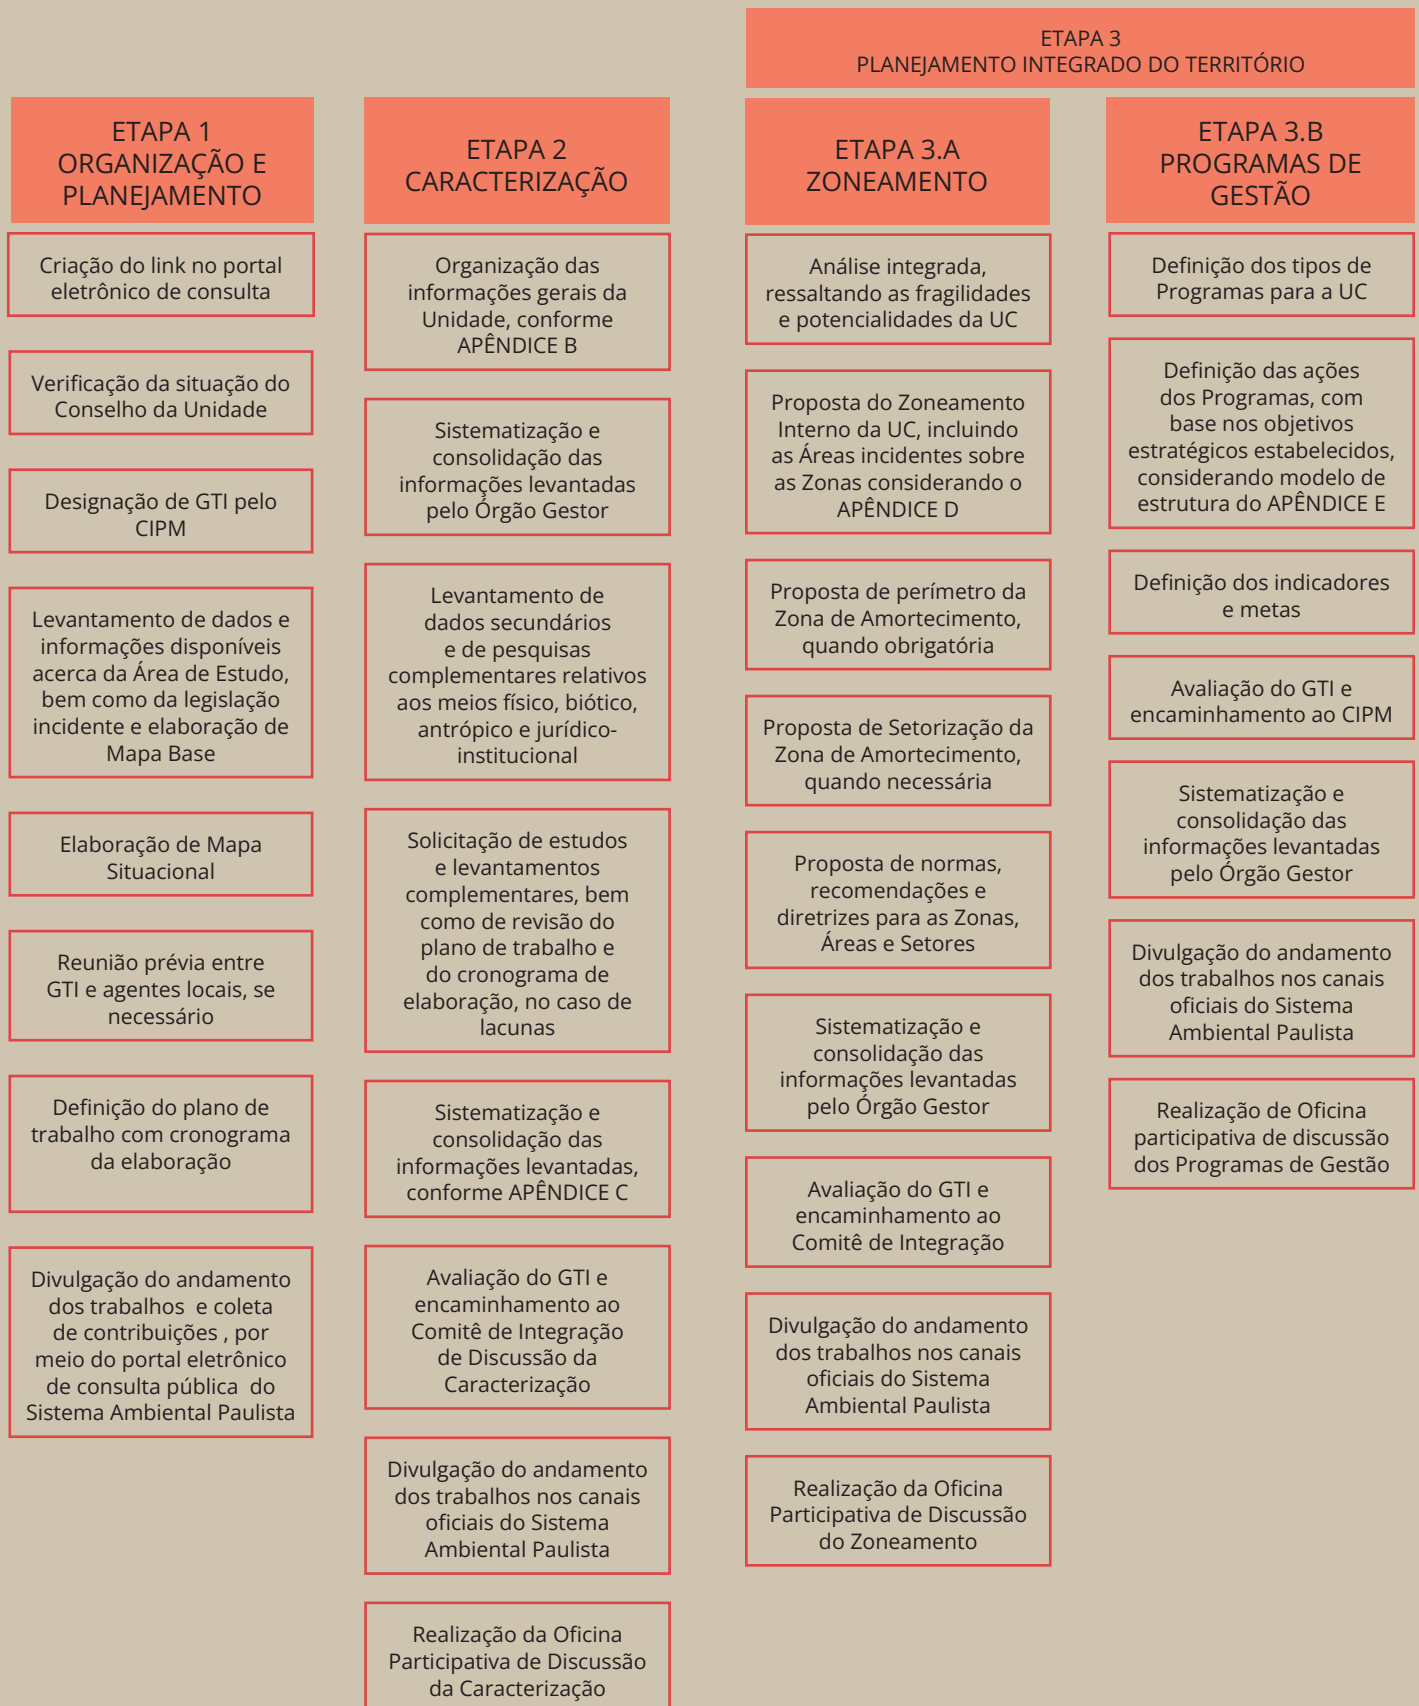 ETAPA 3
PLANEJAMENTO INTEGRADO DO TERRITÓRIO
ETAPA 1
ORGANIZAÇÃO E
PLANEJAMENTO
Criação do link no portal
eletrônico de consulta
Verificação da situação do
Conselho da Unidade
Designação de GTI pelo
CIPM
Levantamento de dados e
informações disponíveis
acerca da Área de Estudo,
bem como da legislação
incidente e elaboração de
Mapa Base
Elaboração de Mapa
Situacional
Reunião prévia entre
GTI e agentes locais, se
necessário
Definição do plano de
trabalho com cronograma
da elaboração
Divulgação do andamento
dos trabalhos  e coleta
de contribuições , por
meio do portal eletrônico
de consulta pública  do
Sistema Ambiental Paulista
ETAPA 2
CARACTERIZAÇÃO
Organização das
informações gerais da
Unidade, conforme
APÊNDICE B
Sistematização e
consolidação das
informações levantadas
pelo Órgão Gestor
Levantamento de
dados secundários
e de pesquisas
complementares relativos
aos meios físico, biótico,
antrópico e jurídico-
institucional
Solicitação de estudos
e levantamentos
complementares, bem
como de revisão do
plano de trabalho e
do cronograma de
elaboração, no caso de
lacunas
Sistematização e
consolidação das
informações levantadas,
conforme APÊNDICE C
Avaliação do GTI e
encaminhamento ao
Comitê de Integração
de Discussão da
Caracterização
Divulgação do andamento
dos trabalhos nos canais
oficiais do Sistema
Ambiental Paulista
Realização da Oficina
Participativa de Discussão
da Caracterização
ETAPA 3.A
ZONEAMENTO
Análise integrada,
ressaltando as fragilidades
e potencialidades da UC
Proposta do Zoneamento
Interno da UC, incluindo
as Áreas incidentes sobre
as Zonas considerando o
APÊNDICE D
Proposta de perímetro da
Zona de Amortecimento,
quando obrigatória
Proposta de Setorização da
Zona de Amortecimento,
quando necessária
Proposta de normas,
recomendações e
diretrizes para as Zonas,
Áreas e Setores
Sistematização e
consolidação das
informações levantadas
pelo Órgão Gestor
Avaliação do GTI e
encaminhamento ao
Comitê de Integração
Divulgação do andamento
dos trabalhos nos canais
oficiais do Sistema
Ambiental Paulista
Realização da Oficina
Participativa de Discussão
do Zoneamento
ETAPA 3.B
PROGRAMAS DE
GESTÃO
Definição dos tipos de
Programas para a UC
Definição das ações
dos Programas, com
base nos objetivos
estratégicos estabelecidos,
considerando modelo de
estrutura do APÊNDICE E
Definição dos indicadores
e metas
Avaliação do GTI e
encaminhamento ao CIPM
Sistematização e
consolidação das
informações levantadas
pelo Órgão Gestor
Divulgação do andamento
dos trabalhos nos canais
oficiais do Sistema
Ambiental Paulista
Realização de Oficina
participativa de discussão
dos Programas de Gestão